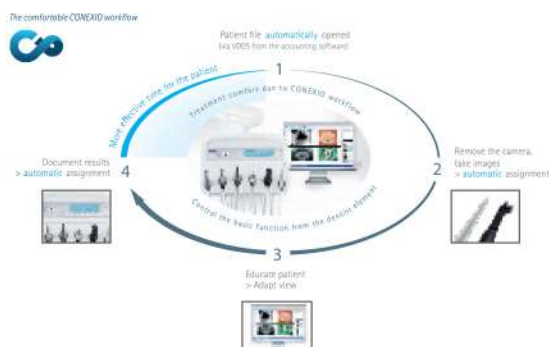 The comfortable CONEXIO workflow
Patient file automatically opened
(via VDDS from the accounting software)
1
More effective time for the patient
Treatment comfort due to CONEXIO workflow
Document results
> automatic assignment
4
2
Remove the camera,
take images
> automatic assignment
Control the basic function from the dentist element
3
Educate patient
> Adapt view